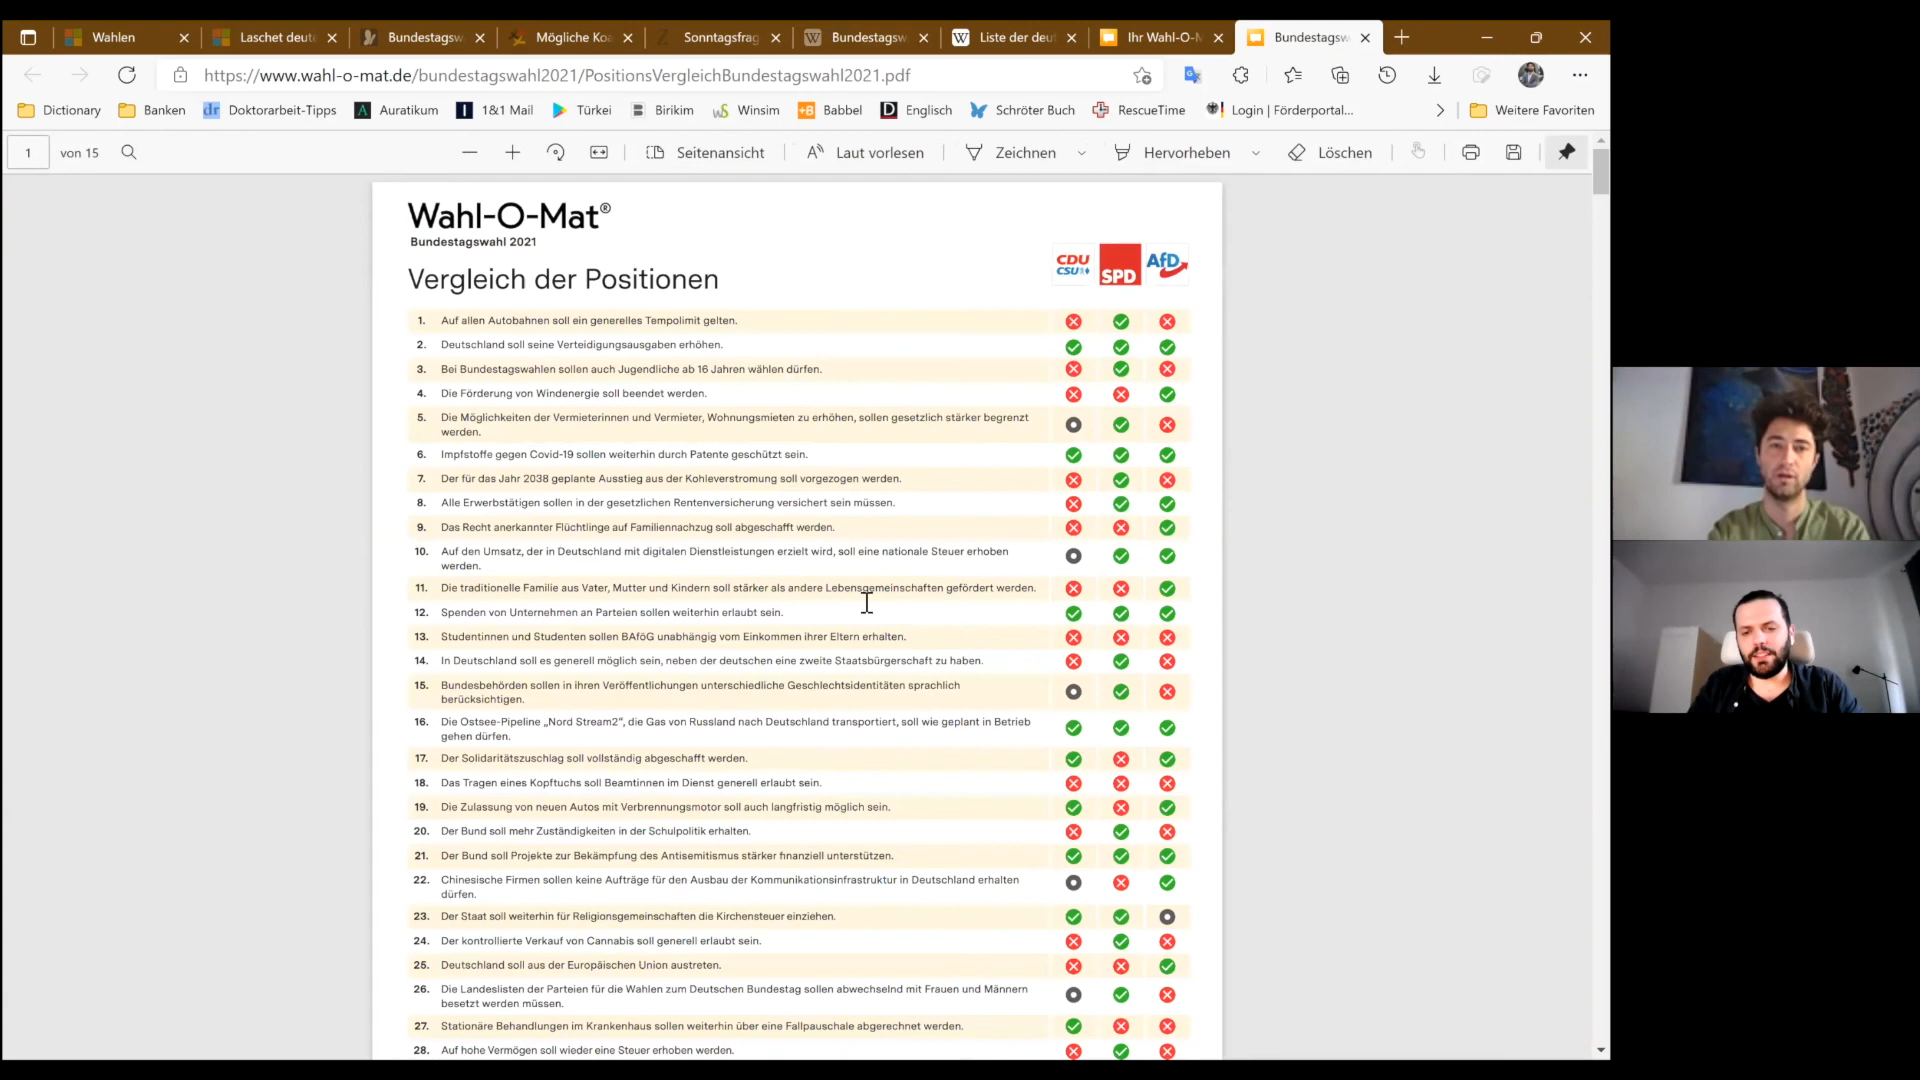 Wahlen
Laschet deut
Bundestagsw
Mögliche Koa
Sonntagsfrag
Bundestagsw
Liste der deut
Ihr Wahl-O-M
Bundestagsw
https://www.wahl-o-mat.de/bundestagswahl2021/PositionsVergleichBundestagswahl2021.pdf
Dictionary
Banken
dr Doktorarbeit-Tipps
A Auratikum
1&1 Mail
Türkei
B Birikim
ws Winsim
+B Babbel
D Englisch
Schröter Buch
RescueTime
Login | Förderportal...
Weitere Favoriten
1 von 15
Seitenansicht
Laut vorlesen
Zeichnen
Hervorheben
Löschen
Wahl-O-Mat®
Bundestagswahl 2021
Vergleich der Positionen
CDU CSU
SPD
AfD
1. Auf allen Autobahnen soll ein generelles Tempolimit gelten.
2. Deutschland soll seine Verteidigungsausgaben erhöhen.
3. Bei Bundestagswahlen sollen auch Jugendliche ab 16 Jahren wählen dürfen.
4. Die Förderung von Windenergie soll beendet werden.
5. Die Möglichkeiten der Vermieterinnen und Vermieter, Wohnungsmieten zu erhöhen, sollen gesetzlich stärker begrenzt
werden.
6. Impfstoffe gegen Covid-19 sollen weiterhin durch Patente geschützt sein.
7. Der für das Jahr 2038 geplante Ausstieg aus der Kohleverstromung soll vorgezogen werden.
8. Alle Erwerbstätigen sollen in der gesetzlichen Rentenversicherung versichert sein müssen.
9. Das Recht anerkannter Flüchtlinge auf Familiennachzug soll abgeschafft werden.
10. Auf den Umsatz, der in Deutschland mit digitalen Dienstleistungen erzielt wird, soll eine nationale Steuer erhoben
werden.
11. Die traditionelle Familie aus Vater, Mutter und Kindern soll stärker als andere Lebensgemeinschaften gefördert werden.
12. Spenden von Unternehmen an Parteien sollen weiterhin erlaubt sein.
13. Studentinnen und Studenten sollen BAföG unabhängig vom Einkommen ihrer Eltern erhalten.
14. In Deutschland soll es generell möglich sein, neben der deutschen eine zweite Staatsbürgerschaft zu haben.
15. Bundesbehörden sollen in ihren Veröffentlichungen unterschiedliche Geschlechtsidentitäten sprachlich
berücksichtigen.
16. Die Ostsee-Pipeline „Nord Stream2“, die Gas von Russland nach Deutschland transportiert, soll wie geplant in Betrieb
gehen dürfen.
17. Der Solidaritätszuschlag soll vollständig abgeschafft werden.
18. Das Tragen eines Kopftuchs soll Beamtinnen im Dienst generell erlaubt sein.
19. Die Zulassung von neuen Autos mit Verbrennungsmotor soll auch langfristig möglich sein.
20. Der Bund soll mehr Zuständigkeiten in der Schulpolitik erhalten.
21. Der Bund soll Projekte zur Bekämpfung des Antisemitismus stärker finanziell unterstützen.
22. Chinesische Firmen sollen keine Aufträge für den Ausbau der Kommunikationsinfrastruktur in Deutschland erhalten
dürfen.
23. Der Staat soll weiterhin für Religionsgemeinschaften die Kirchensteuer einziehen.
24. Der kontrollierte Verkauf von Cannabis soll generell erlaubt sein.
25. Deutschland soll aus der Europäischen Union austreten.
26. Die Landeslisten der Parteien für die Wahlen zum Deutschen Bundestag sollen abwechselnd mit Frauen und Männern
besetzt werden müssen.
27. Stationäre Behandlungen im Krankenhaus sollen weiterhin über eine Fallpauschale abgerechnet werden.
28. Auf hohe Vermögen soll wieder eine Steuer erhoben werden.